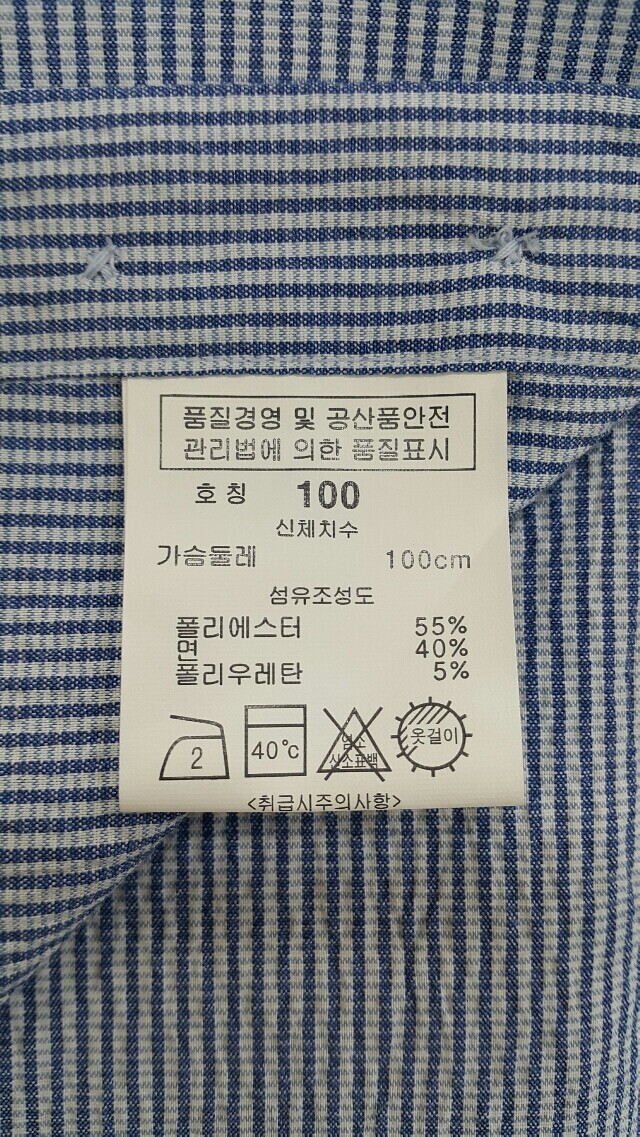 품질경영 및 공산품안전
관리법에 의한 품질표시
호칭 100
신체치수
가슴둘레 100cm
섬유조성도
폴리에스터 55%
면 40%
폴리우레탄 5%
2
40℃
염소
산소표백
옷걸이
<취급시주의사항>